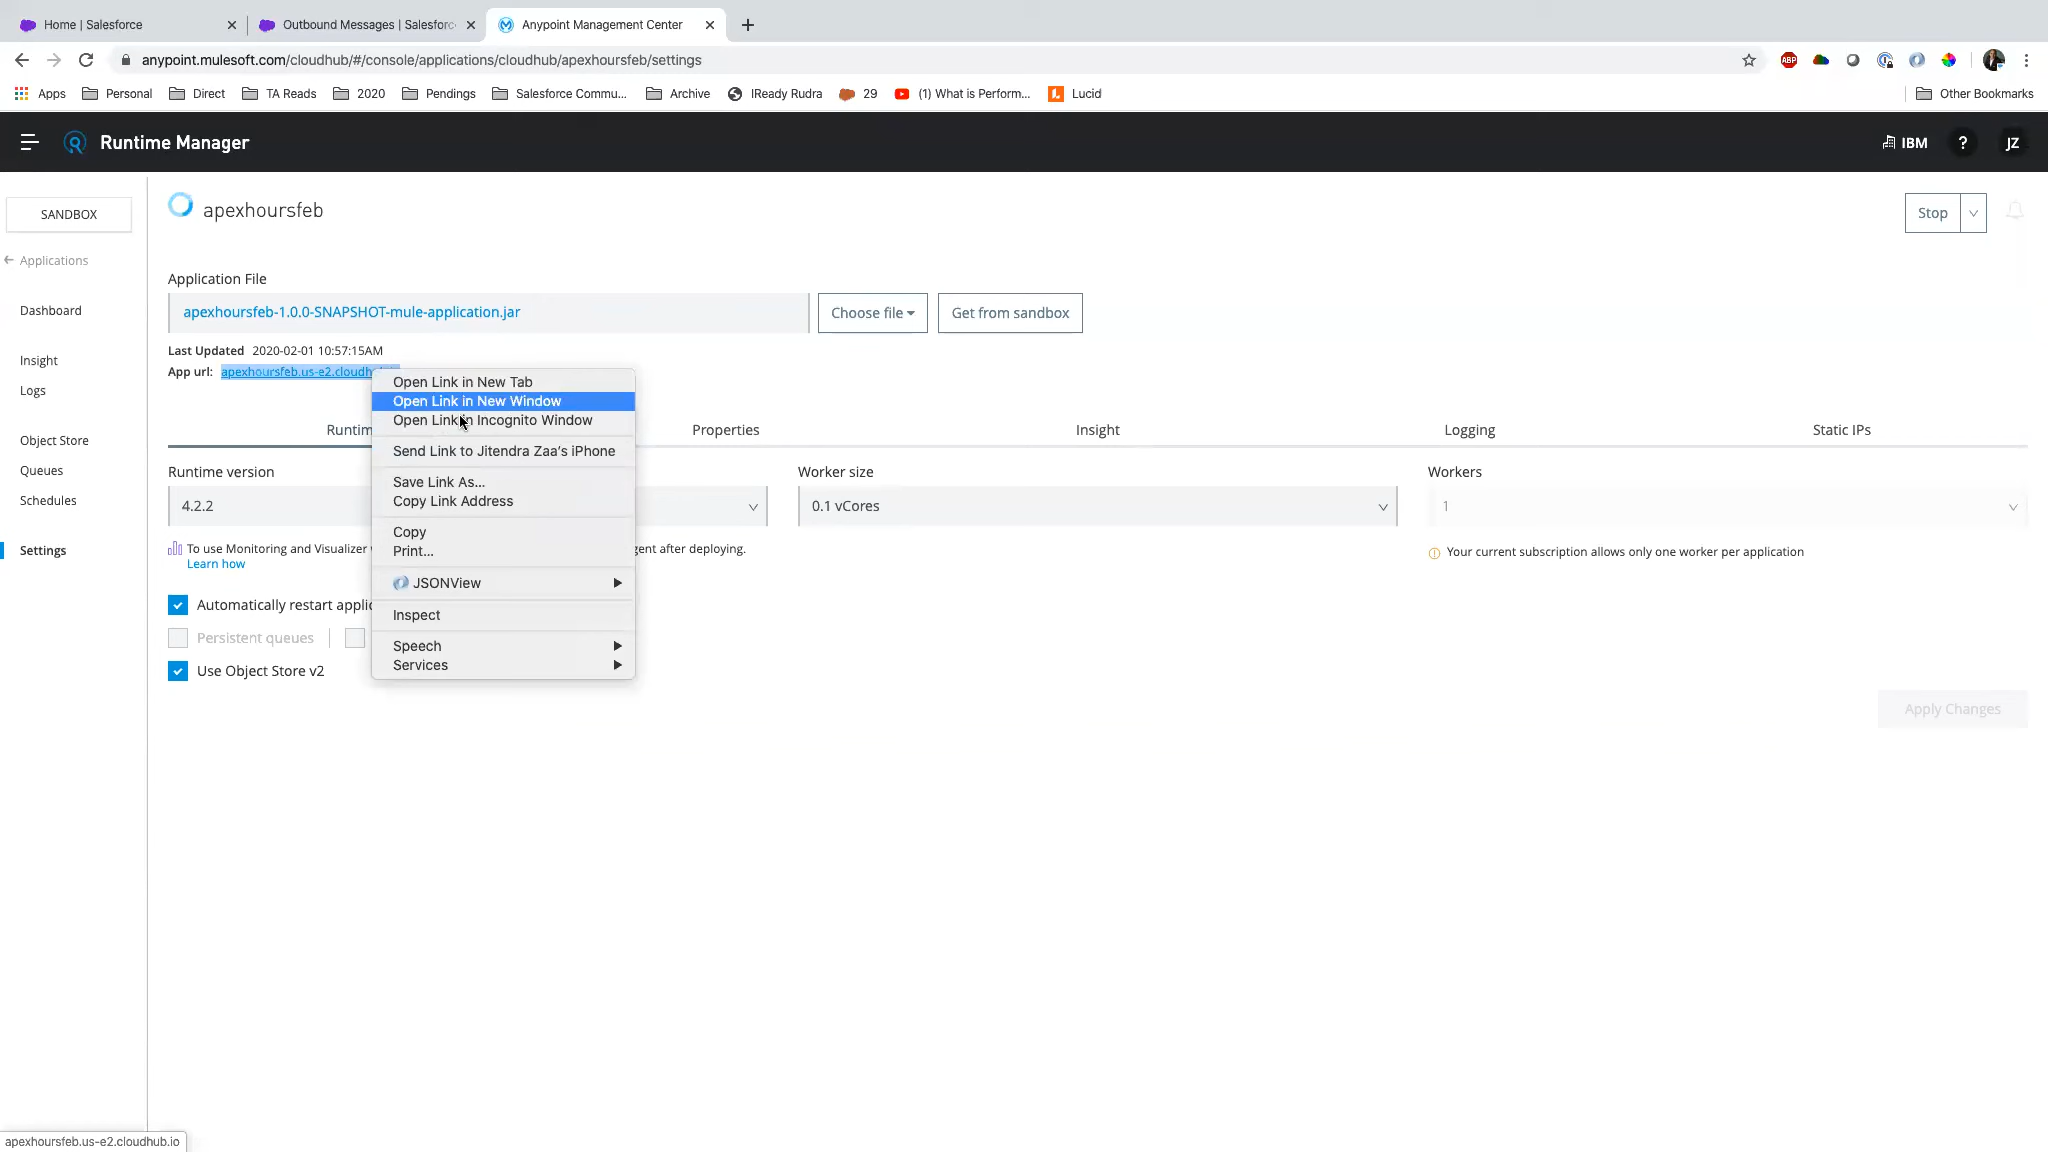 Home | Salesforce
Outbound Messages | Salesforc
Anypoint Management Center
anypoint.mulesoft.com/cloudhub/#/console/applications/cloudhub/apexhoursfeb/settings
ABP
Apps
Personal
Direct
TA Reads
2020
Pendings
Salesforce Commu...
Archive
IReady Rudra
29
(1) What is Perform...
Lucid
Other Bookmarks
Runtime Manager
IBM
?
JZ
SANDBOX
Applications
Dashboard
Insight
Logs
Object Store
Queues
Schedules
Settings
apexhoursfeb
Stop
Application File
apexhoursfeb-1.0.0-SNAPSHOT-mule-application.jar
Choose file
Get from sandbox
Last Updated 2020-02-01 10:57:15AM
App url: apexhoursfeb.us-e2.cloudh
Runtim
Properties
Insight
Logging
Static IPs
Open Link in New Tab
Open Link in New Window
Open Link in Incognito Window
Send Link to Jitendra Zaa's iPhone
Save Link As...
Copy Link Address
Copy
Print...
JSONView
Inspect
Speech
Services
Runtime version
4.2.2
Worker size
0.1 vCores
Workers
1
To use Monitoring and Visualizer
gent after deploying.
Learn how
Your current subscription allows only one worker per application
Automatically restart applic
Persistent queues
Use Object Store v2
Apply Changes
apexhoursfeb.us-e2.cloudhub.io